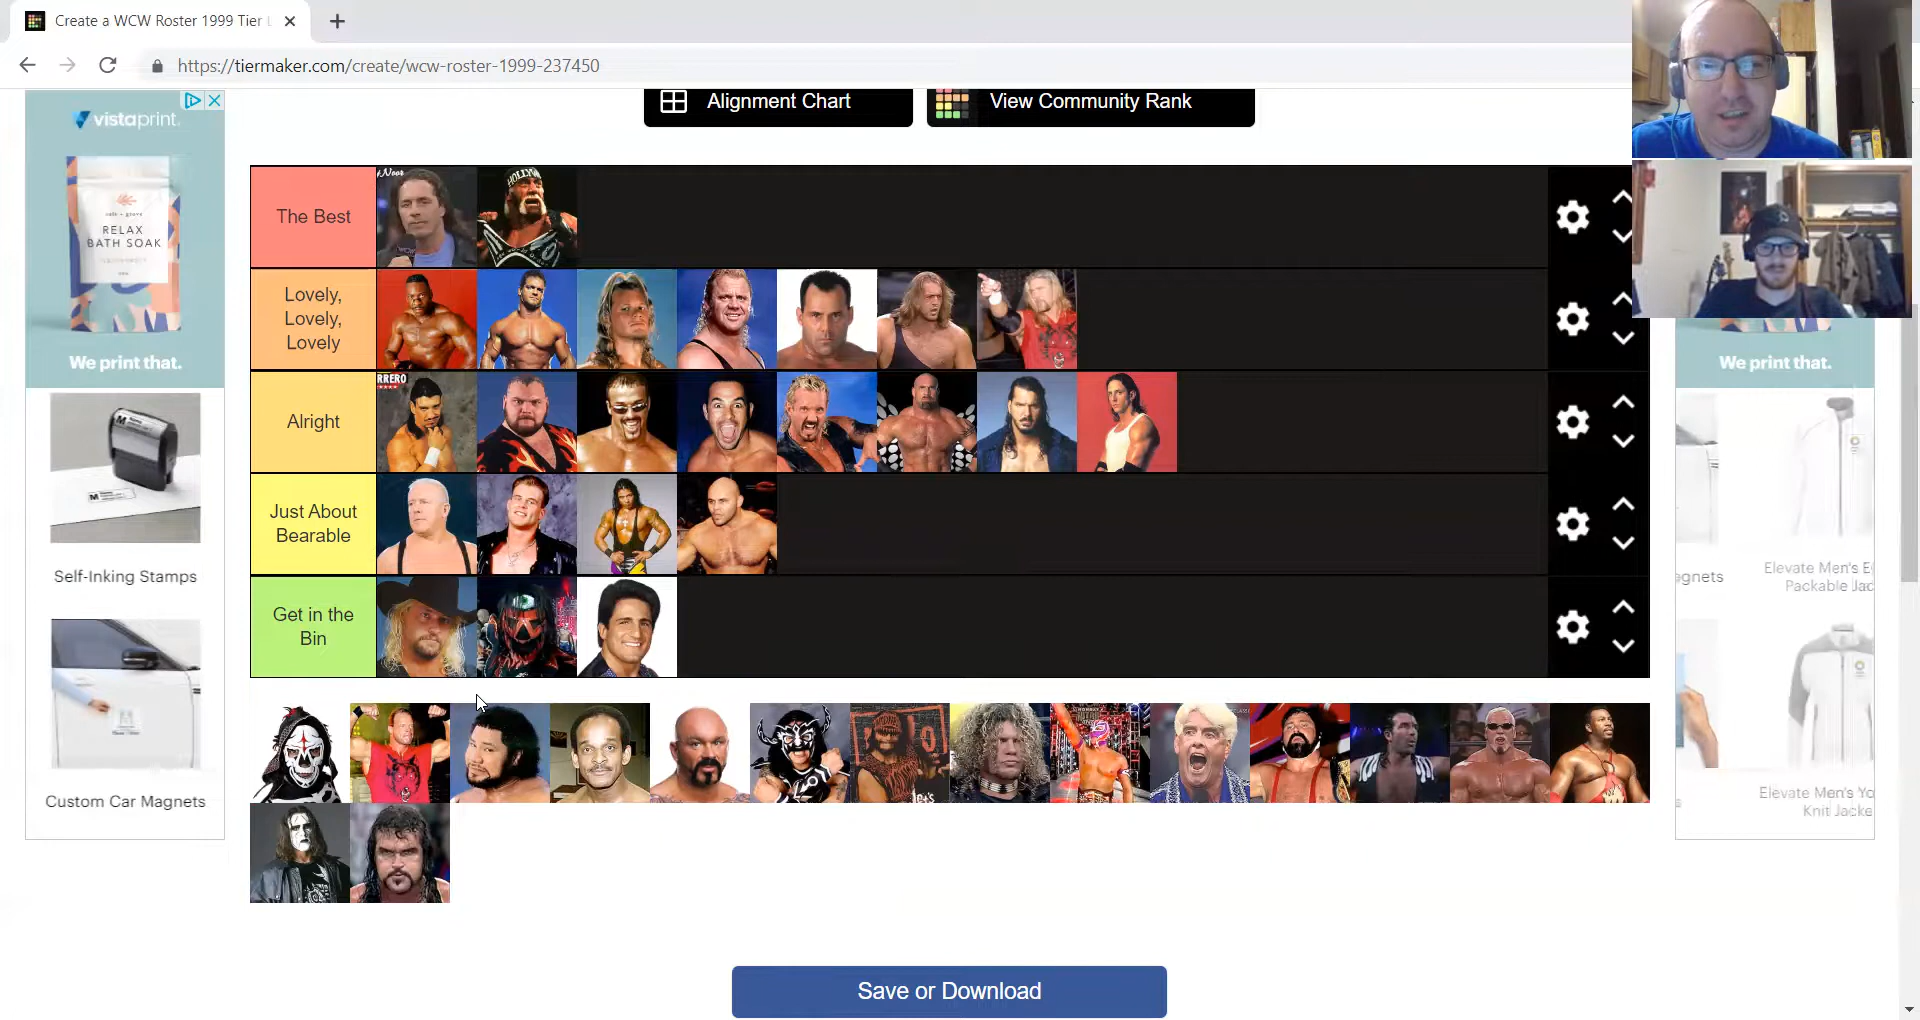 Create a WCW Roster 1999 Tier L
https://tiermaker.com/create/wcw-roster-1999-237450
Alignment Chart
View Community Rank
vistaprint.
RELAX
BATH SOAK
We print that.
Self-Inking Stamps
Custom Car Magnets
The Best
HOLLYWOOD
Lovely,
Lovely,
Lovely
Alright
RRERO
Just About
Bearable
Get in the
Bin
We print that.
gnets
Elevate Men's E
Packable Jac
Elevate Men's Yo
Knit Jacke
Save or Download